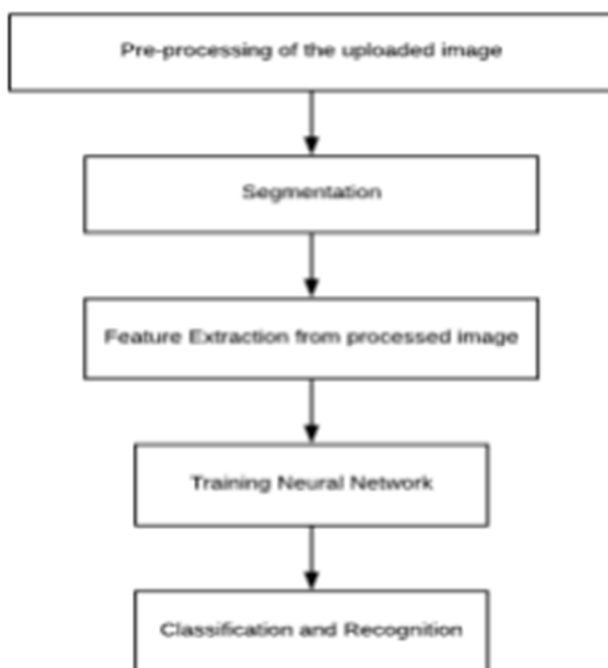 Pre-processing of the uploaded image
Segmentation
Feature Extraction from processed image
Training Neural Network
Classification and Recognition